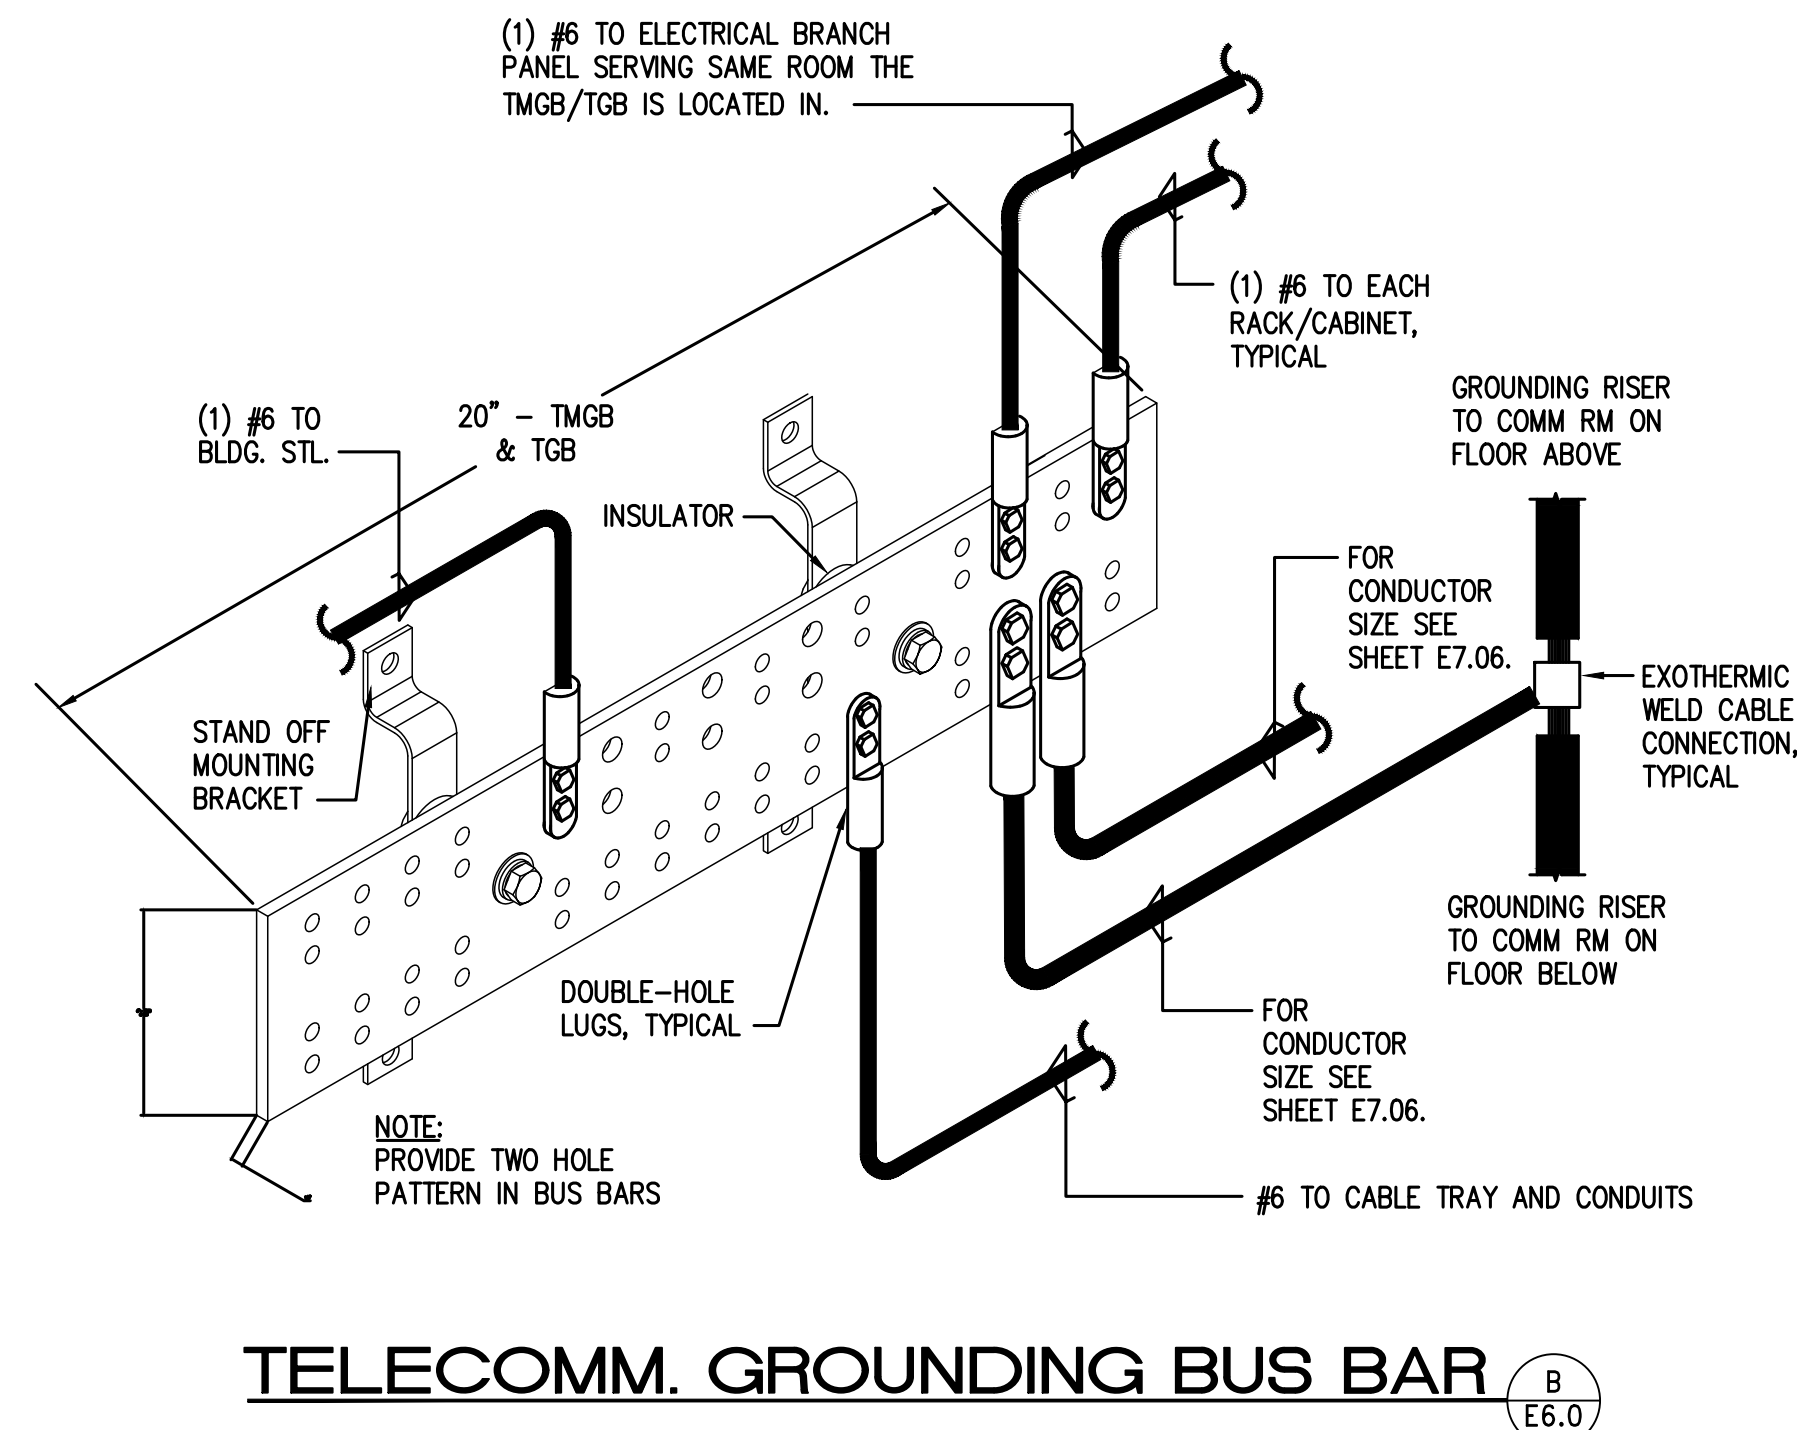 (1) #6 TO ELECTRICAL BRANCH
PANEL SERVING SAME ROOM THE
TMGB/TGB IS LOCATED IN.
(1) #6 TO EACH
RACK/CABINET,
TYPICAL
GROUNDING RISER
TO COMM RM ON
FLOOR ABOVE
(1) #6 TO
BLDG. STL.
20” - TMGB
& TGB
INSULATOR
FOR
CONDUCTOR
SIZE SEE
SHEET E7.06.
EXOTHERMIC
WELD CABLE
CONNECTION,
TYPICAL
STAND OFF
MOUNTING
BRACKET
GROUNDING RISER
TO COMM RM ON
FLOOR BELOW
DOUBLE-HOLE
LUGS, TYPICAL
FOR
CONDUCTOR
SIZE SEE
SHEET E7.06.
NOTE:
PROVIDE TWO HOLE
PATTERN IN BUS BARS
#6 TO CABLE TRAY AND CONDUITS
TELECOMM. GROUNDING BUS BAR
B
E6.0